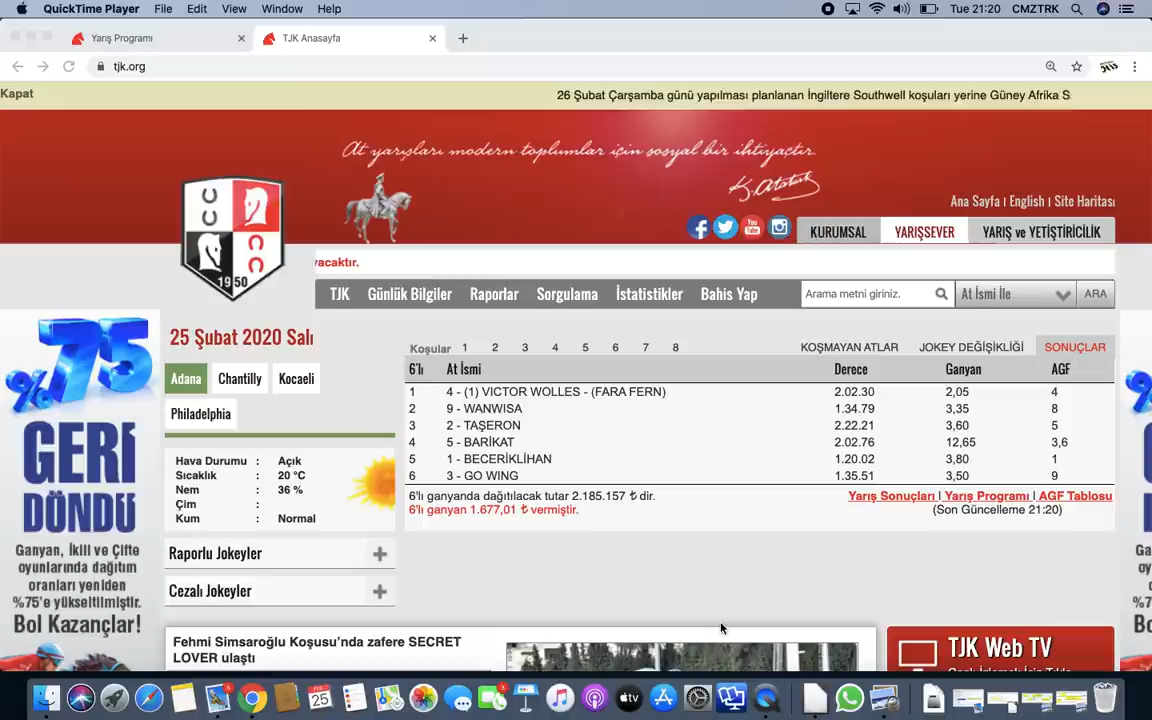 QuickTime Player File Edit View Window Help Tue 21:20 CMZTRK
Yarış Programı TJK Anasayfa
tjk.org
Kapat 26 Şubat Çarşamba günü yapılması planlanan İngiltere Southwell koşuları yerine Güney Afrika S
At yarışları modern toplumlar için sosyal bir ihtiyaçtır.
K. Atatürk
Ana Sayfa | English | Site Haritası
KURUMSAL YARIŞSEVER YARIŞ ve YETİŞTİRİCİLİK
1950
yacaktır.
TJK Günlük Bilgiler Raporlar Sorgulama İstatistikler Bahis Yap Arama metni giriniz. At İsmi İle ARA
%75
GERİ
DÖNDÜ
Ganyan, İkili ve Çifte
oyunlarında dağıtım
oranları yeniden
%75'e yükseltilmiştir.
Bol Kazançlar!
25 Şubat 2020 Salı
Adana Chantilly Kocaeli
Philadelphia
Hava Durumu : Açık
Sıcaklık : 20 °C
Nem : 36 %
Çim :
Kum : Normal
Raporlu Jokeyler
Cezalı Jokeyler
Koşular 1 2 3 4 5 6 7 8 KOŞMAYAN ATLAR JOKEY DEĞİŞİKLİĞİ SONUÇLAR
6'lı At İsmi Derece Ganyan AGF
1 4 - (1) VICTOR WOLLES - (FARA FERN) 2.02.30 2,05 4
2 9 - WANWISA 1.34.79 3,35 8
3 2 - TAŞERON 2.22.21 3,60 5
4 5 - BARİKAT 2.02.76 12,65 3,6
5 1 - BECERİKLİHAN 1.20.02 3,80 1
6 3 - GO WING 1.35.51 3,50 9
6'lı ganyanda dağıtılacak tutar 2.185.157 ₺ dir. Yarış Sonuçları | Yarış Programı | AGF Tablosu
6'lı ganyan 1.677,01 ₺ vermiştir. (Son Güncelleme 21:20)
Fehmi Simsaroğlu Koşusu'nda zafere SECRET
LOVER ulaştı
TJK Web TV